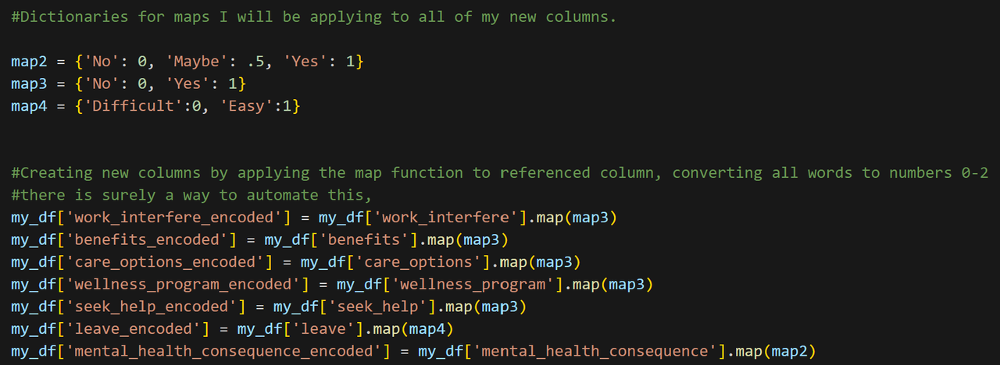 #Dictionaries for maps I will be applying to all of my new columns.
map2 = {'No': 0, 'Maybe': .5, 'Yes': 1}
map3 = {'No': 0, 'Yes': 1}
map4 = {'Difficult':0, 'Easy':1}
#Creating new columns by applying the map function to referenced column, converting all words to numbers 0-2
#there is surely a way to automate this,
my_df['work_interfere_encoded'] = my_df['work_interfere'].map(map3)
my_df['benefits_encoded'] = my_df['benefits'].map(map3)
my_df['care_options_encoded'] = my_df['care_options'].map(map3)
my_df['wellness_program_encoded'] = my_df['wellness_program'].map(map3)
my_df['seek_help_encoded'] = my_df['seek_help'].map(map3)
my_df['leave_encoded'] = my_df['leave'].map(map4)
my_df['mental_health_consequence_encoded'] = my_df['mental_health_consequence'].map(map2)